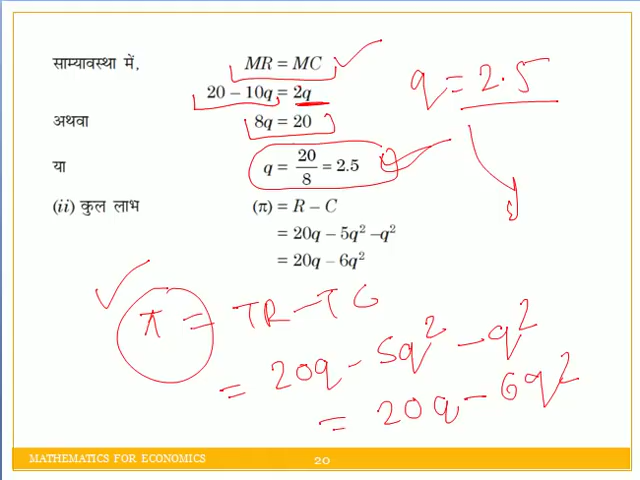 साम्यावस्था में, MR = MC
20 – 10q = 2q
अथवा 8q = 20
या q = 20/8 = 2.5
(ii) कुल लाभ (π) = R – C
= 20q – 5q² –q²
= 20q – 6q²
q = 2.5
π = TR – TC
= 20q – 5q² – q²
= 20q – 6q²
MATHEMATICS FOR ECONOMICS 20